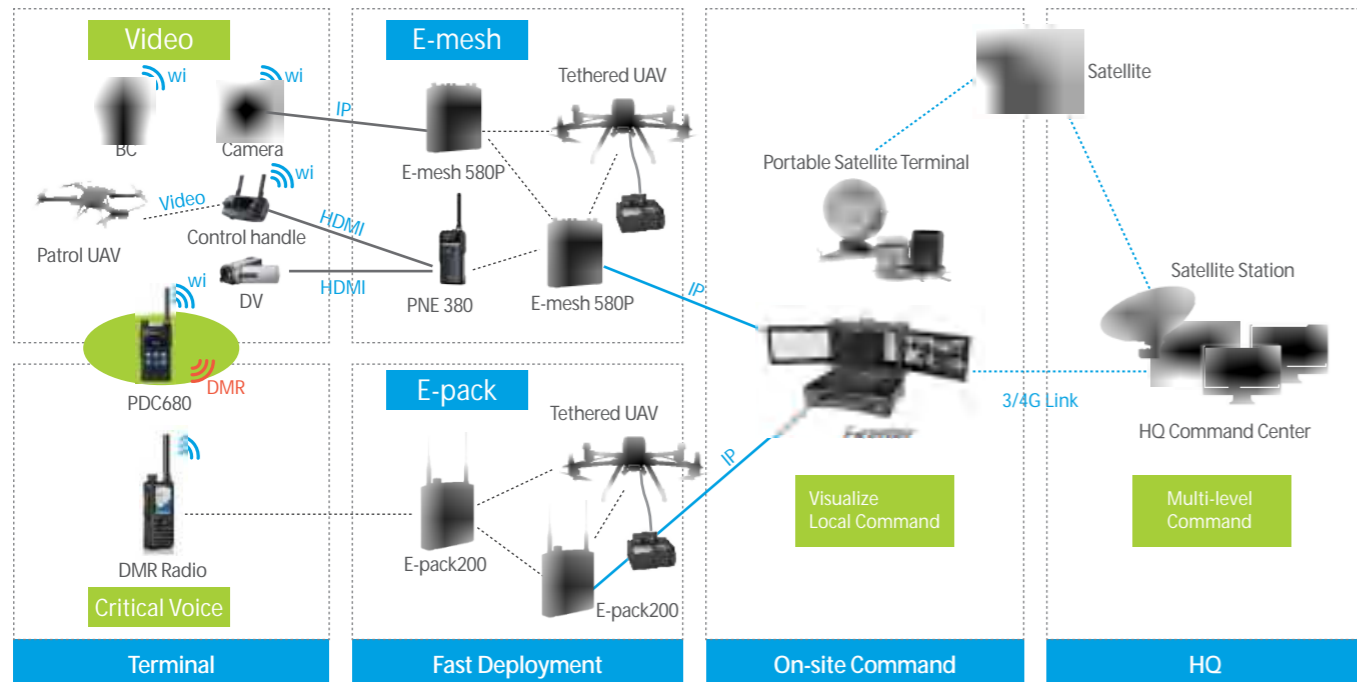 Video
wi
wi
BC
Camera
IP
wi
Video
Control handle
Patrol UAV
HDMI
HDMI
DV
wi
DMR
PDC680
DMR Radio
Critical Voice
Terminal
E-mesh
Tethered UAV
E-mesh 580P
PNE 380
E-mesh 580P
E-pack
Tethered UAV
E-pack200
E-pack200
Fast Deployment
Satellite
Portable Satellite Terminal
IP
IP
3/4G Link
Visualize
Local Command
On-site Command
Satellite Station
HQ Command Center
Multi-level
Command
HQ